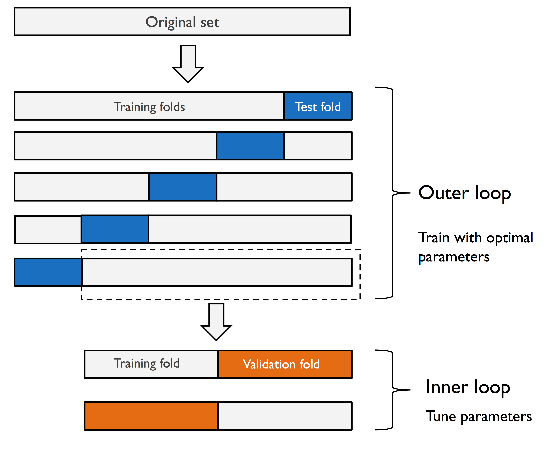 Original set
Training folds
Test fold
Outer loop
Train with optimal
parameters
Training fold
Validation fold
Inner loop
Tune parameters